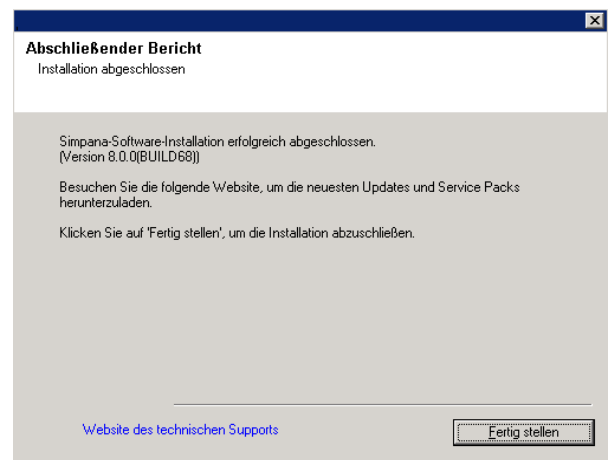 Abschließender Bericht
Installation abgeschlossen
Simpana-Software-Installation erfolgreich abgeschlossen.
(Version 8.0.0(BUILD68))
Besuchen Sie die folgende Website, um die neuesten Updates und Service Packs
herunterzuladen.
Klicken Sie auf 'Fertig stellen', um die Installation abzuschließen.
Website des technischen Supports
Fertig stellen